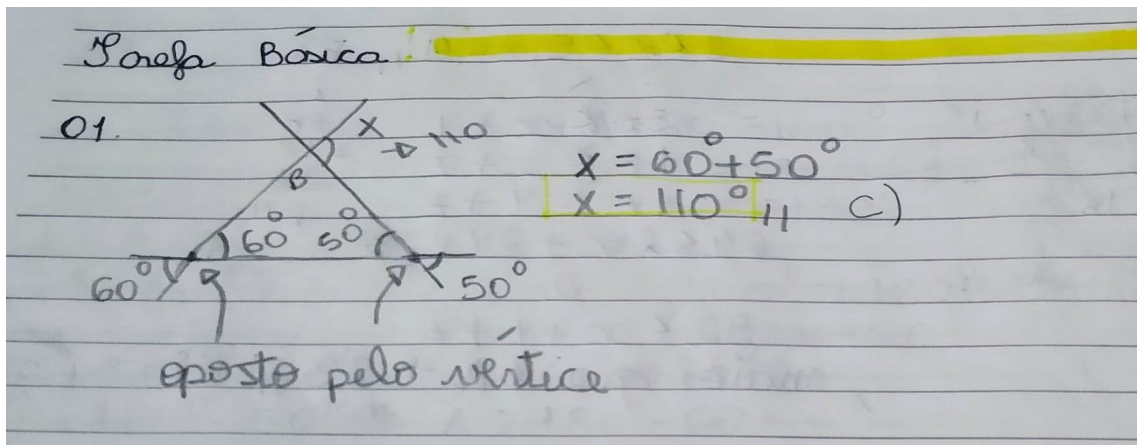 Tarefa Básica:
01.
X
→ 110
B
60° 50°
60° 50°
oposto pelo vértice
X = 60° + 50°
X = 110° // C)